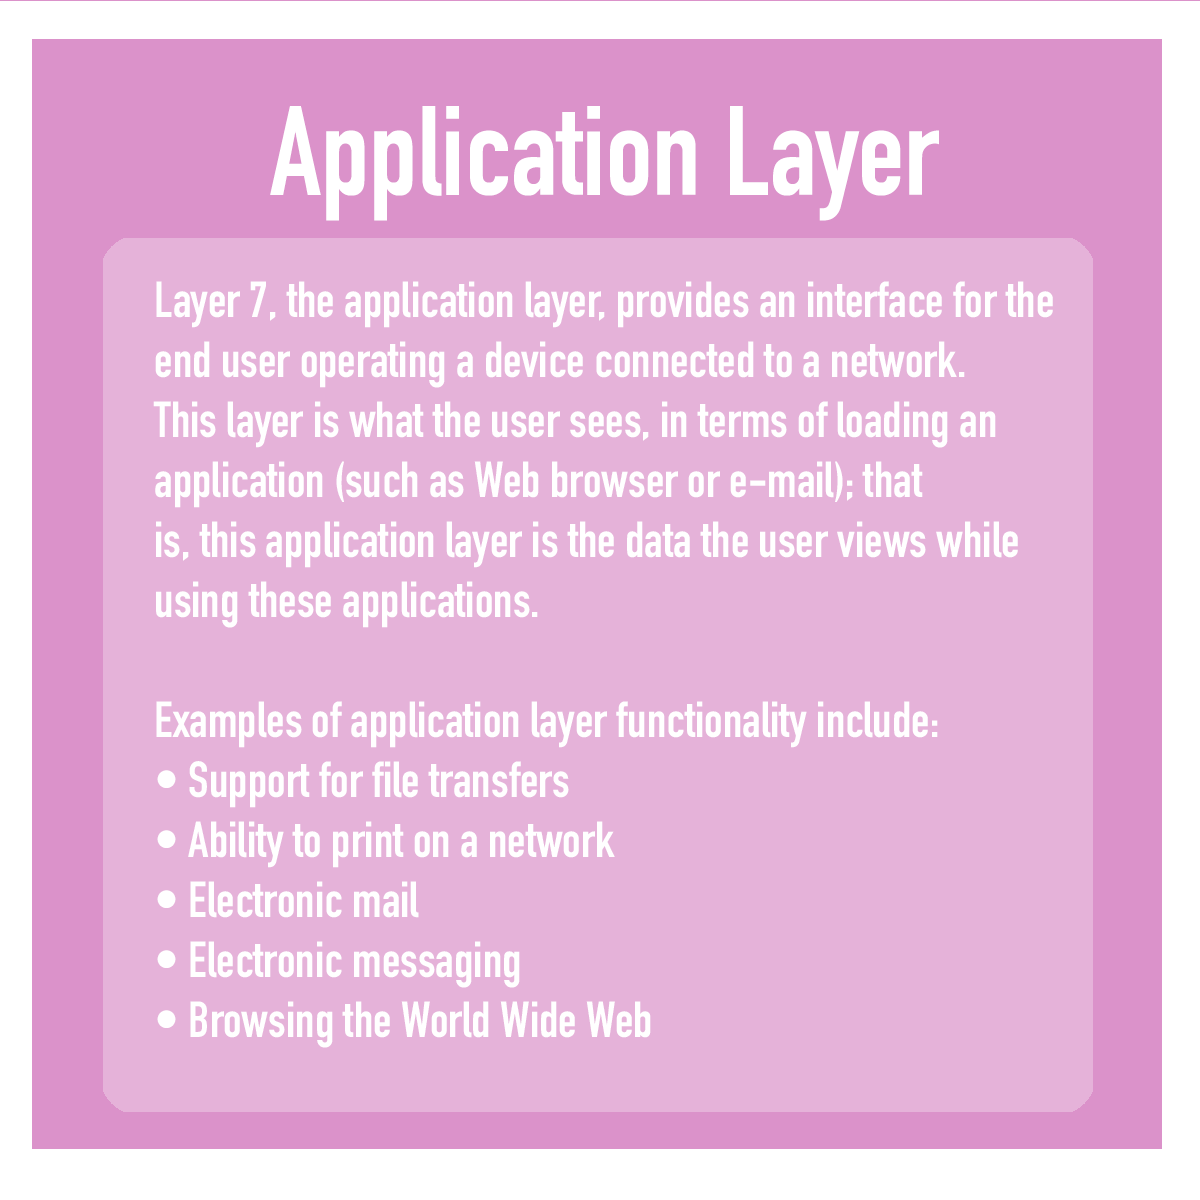 Application Layer
Layer 7, the application layer, provides an interface for the
end user operating a device connected to a network.
This layer is what the user sees, in terms of loading an
application (such as Web browser or e-mail); that
is, this application layer is the data the user views while
using these applications.
Examples of application layer functionality include:
• Support for file transfers
• Ability to print on a network
• Electronic mail
• Electronic messaging
• Browsing the World Wide Web